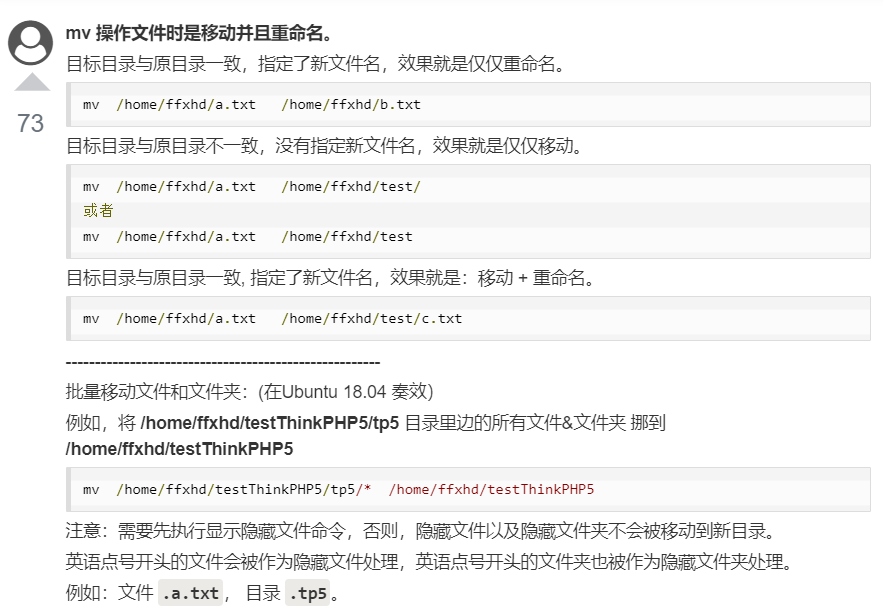 mv 操作文件时是移动并且重命名。
目标目录与原目录一致，指定了新文件名，效果就是仅仅重命名。
mv  /home/ffxhd/a.txt   /home/ffxhd/b.txt
73
目标目录与原目录不一致，没有指定新文件名，效果就是仅仅移动。
mv  /home/ffxhd/a.txt   /home/ffxhd/test/
或者
mv  /home/ffxhd/a.txt   /home/ffxhd/test
目标目录与原目录一致, 指定了新文件名，效果就是：移动 + 重命名。
mv  /home/ffxhd/a.txt   /home/ffxhd/test/c.txt
------------------------------------------------------
批量移动文件和文件夹：(在Ubuntu 18.04 奏效)
例如，将 /home/ffxhd/testThinkPHP5/tp5 目录里边的所有文件&文件夹 挪到
/home/ffxhd/testThinkPHP5
mv  /home/ffxhd/testThinkPHP5/tp5/*  /home/ffxhd/testThinkPHP5
注意：需要先执行显示隐藏文件命令，否则，隐藏文件以及隐藏文件夹不会被移动到新目录。
英语点号开头的文件会被作为隐藏文件处理，英语点号开头的文件夹也被作为隐藏文件夹处理。
例如：文件 .a.txt， 目录 .tp5。